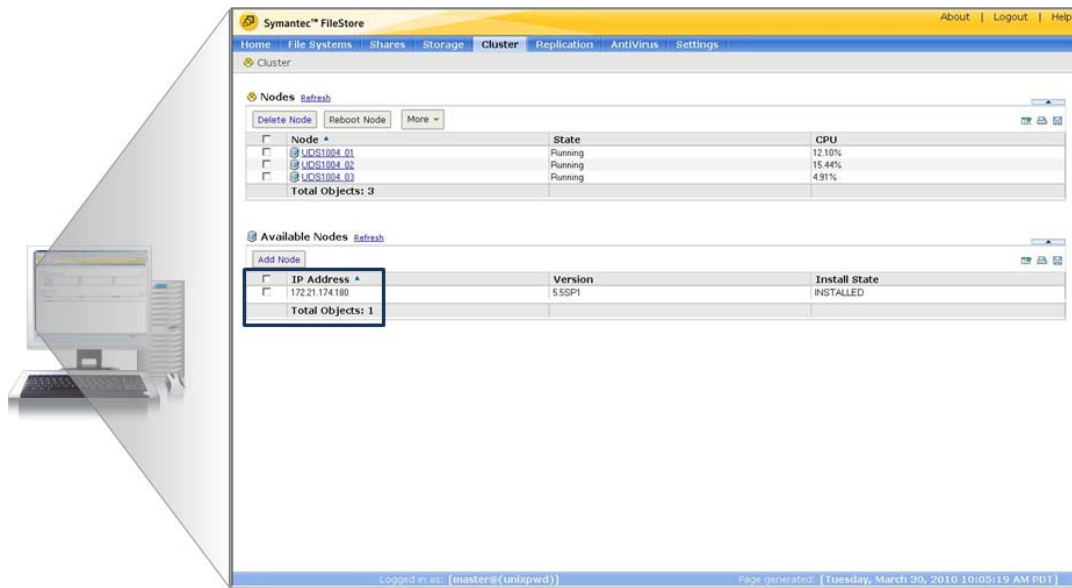 Symantec™ FileStore
About | Logout | Help
Home File Systems Shares Storage Cluster Replication AntiVirus Settings
Cluster
Nodes Refresh
Delete Node Reboot Node More
Node State CPU
UDS1004_01 Running 12.10%
UDS1004_02 Running 15.44%
UDS1004_03 Running 4.91%
Total Objects: 3
Available Nodes Refresh
Add Node
IP Address Version Install State
172.21.174.180 5.5SP1 INSTALLED
Total Objects: 1
Logged in as: [master@(unixpwd)] Page generated: [Tuesday, March 30, 2010 10:05:19 AM PDT]